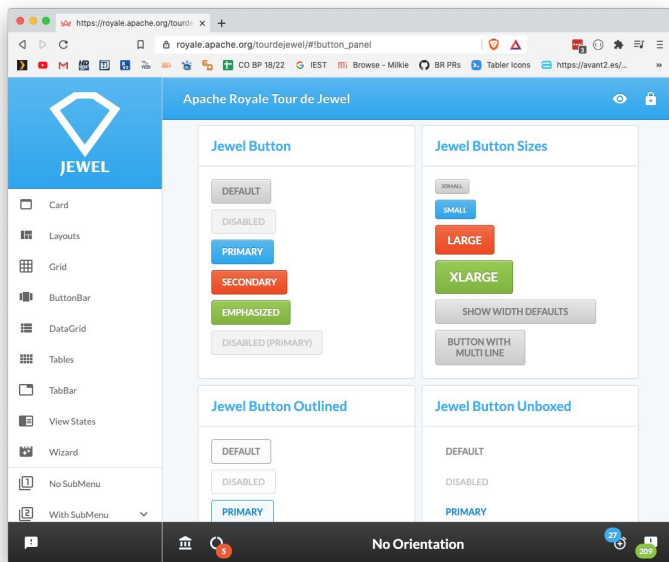 https://royale.apache.org/tourde
royale.apache.org/tourdejewel/#!button_panel
CO BP 18/22
IEST
Browse - Milkie
BR PRs
Tabler Icons
https://avant2.es/...
JEWEL
Card
Layouts
Grid
ButtonBar
DataGrid
Tables
TabBar
View States
Wizard
No SubMenu
With SubMenu
Apache Royale Tour de Jewel
Jewel Button
DEFAULT
DISABLED
PRIMARY
SECONDARY
EMPHASIZED
DISABLED (PRIMARY)
Jewel Button Sizes
XSMALL
SMALL
LARGE
XLARGE
SHOW WIDTH DEFAULTS
BUTTON WITH
MULTI LINE
Jewel Button Outlined
DEFAULT
DISABLED
PRIMARY
Jewel Button Unboxed
DEFAULT
DISABLED
PRIMARY
5
No Orientation
27
209